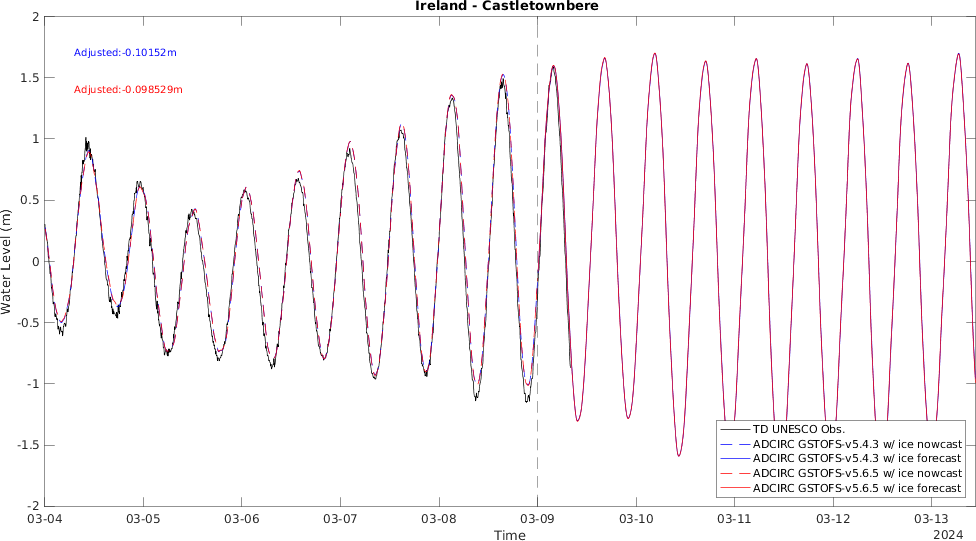 Ireland - Castletownbere
Adjusted:-0.10152m
Adjusted:-0.098529m
Water Level (m)
2
1.5
1
0.5
0
-0.5
-1
-1.5
-2
TD UNESCO Obs.
ADCIRC GSTOFS-v5.4.3 w/ ice nowcast
ADCIRC GSTOFS-v5.4.3 w/ ice forecast
ADCIRC GSTOFS-v5.6.5 w/ ice nowcast
ADCIRC GSTOFS-v5.6.5 w/ ice forecast
03-04 03-05 03-06 03-07 03-08 03-09 03-10 03-11 03-12 03-13
Time
2024